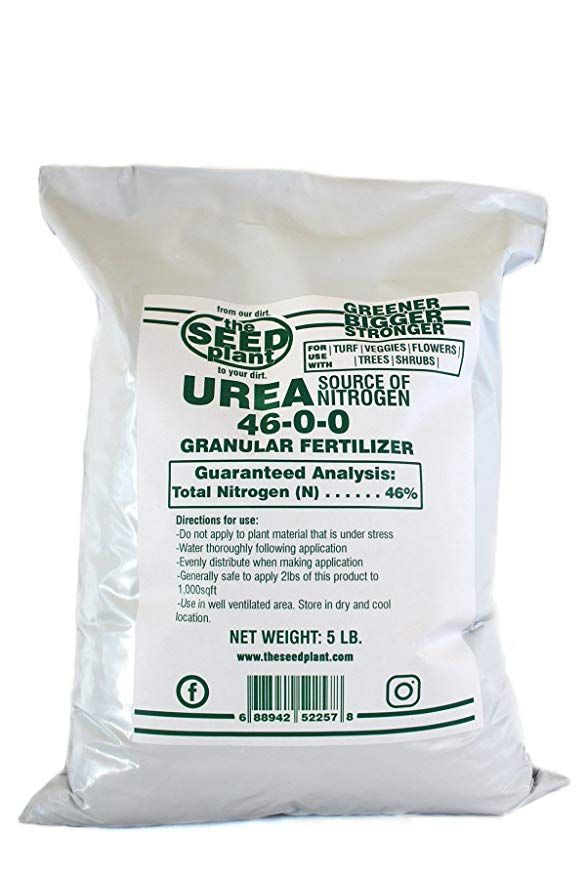 from our dirt.
the
SEED
plant
to your dirt.
GREENER
BIGGER
STRONGER
FOR USE WITH | TURF | VEGGIES | FLOWERS |
| TREES | SHRUBS |
UREA SOURCE OF NITROGEN
46-0-0
GRANULAR FERTILIZER
Guaranteed Analysis:
Total Nitrogen (N) . . . . . . 46%
Directions for use:
-Do not apply to plant material that is under stress
-Water thoroughly following application
-Evenly distribute when making application
-Generally safe to apply 2lbs of this product to
1,000sqft
-Use in well ventilated area. Store in dry and cool
location.
NET WEIGHT: 5 LB.
www.theseedplant.com
f
6 88942 52257 8